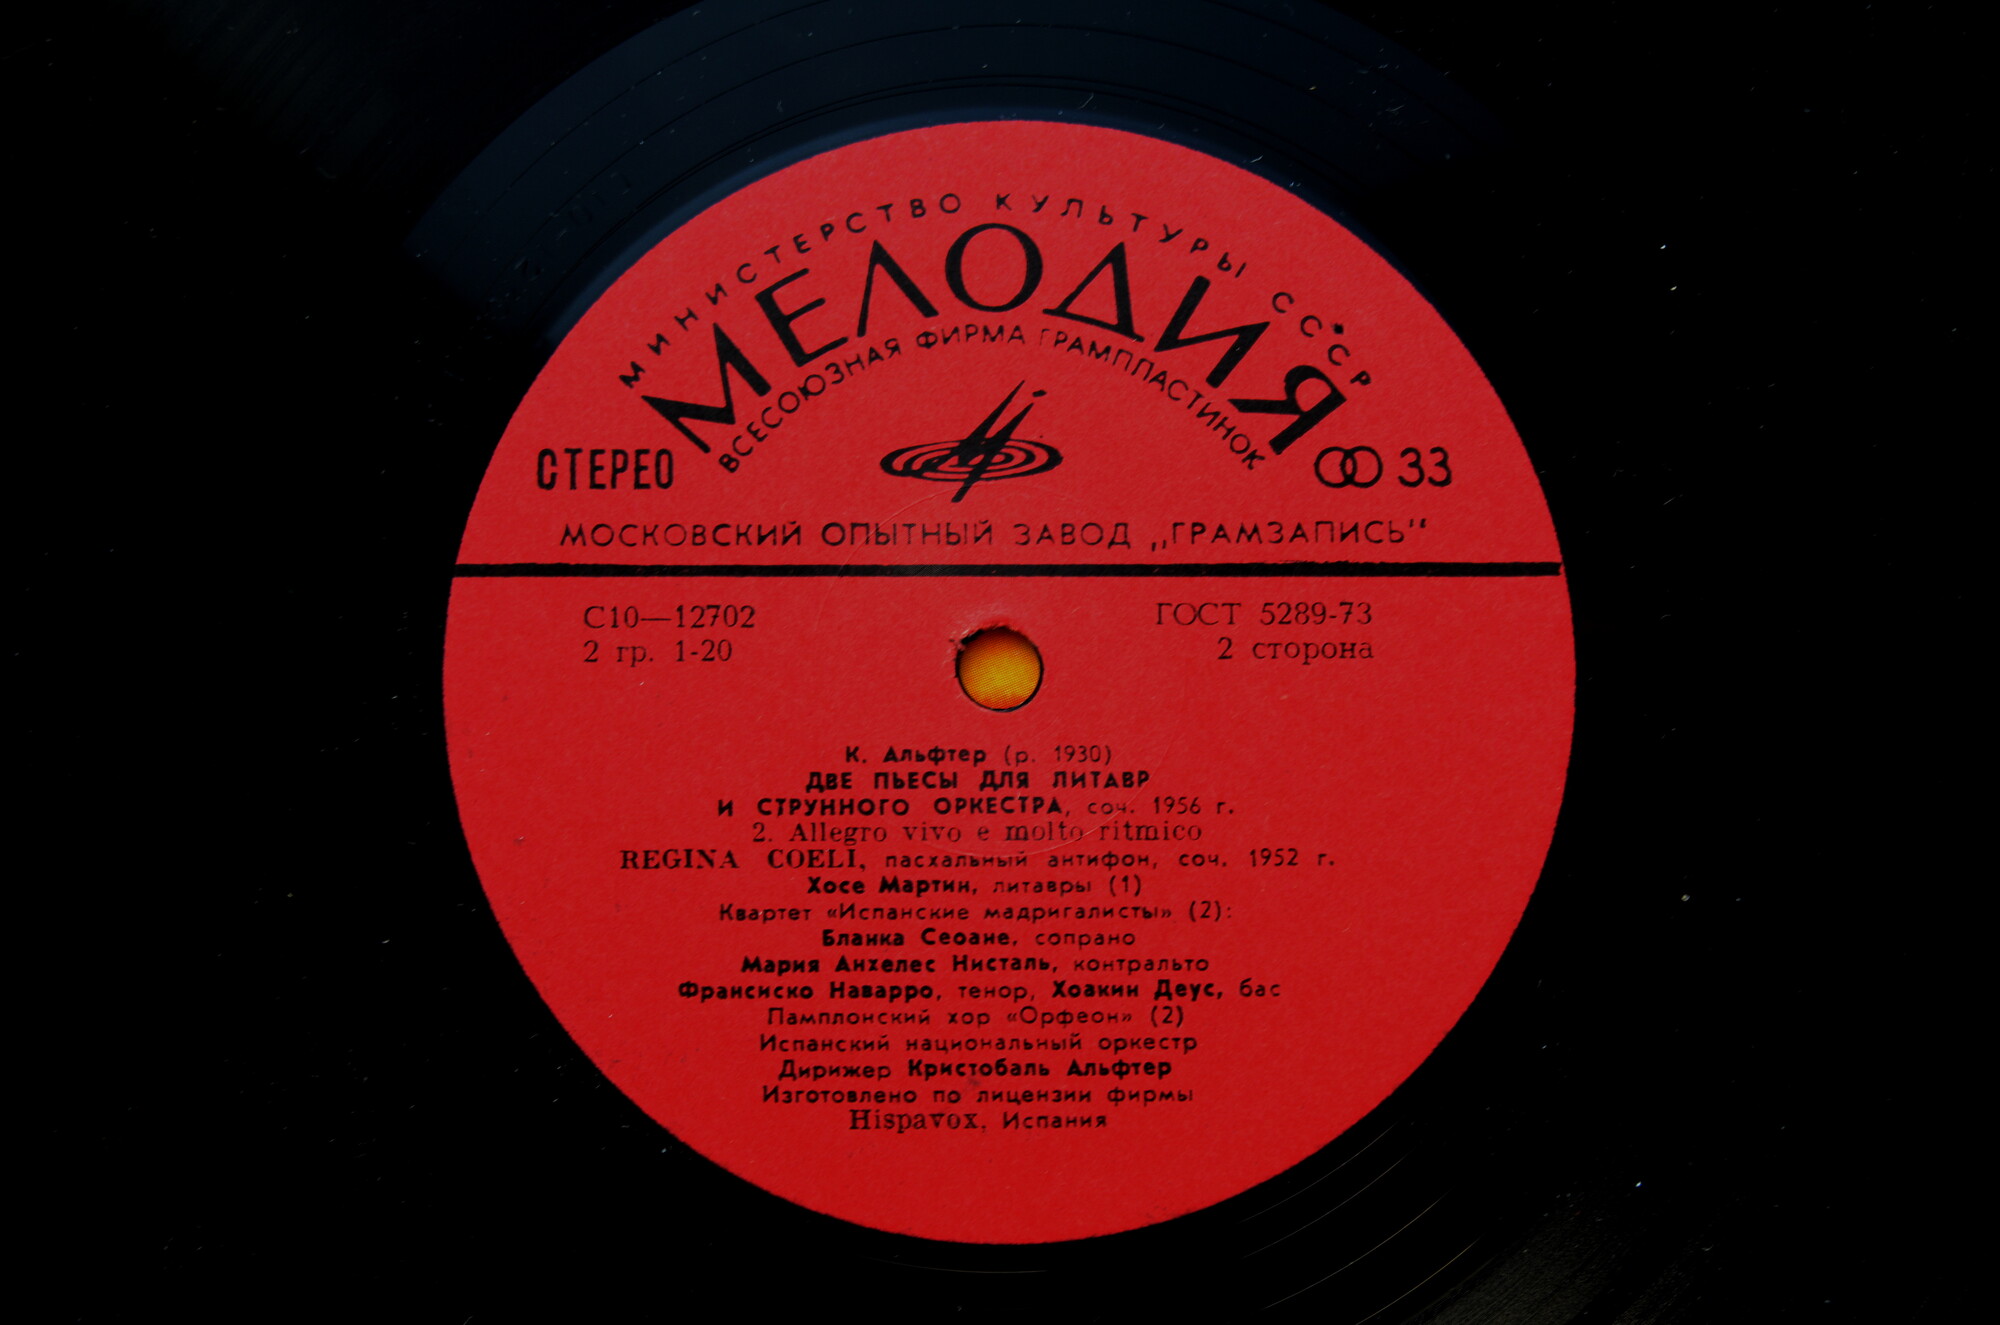 МИНИСТЕРСТВО КУЛЬТУРЫ СССР
МЕЛОДИЯ
ВСЕСОЮЗНАЯ ФИРМА ГРАМПЛАСТИНОК
СТЕРЕО
33
МОСКОВСКИЙ ОПЫТНЫЙ ЗАВОД „ГРАМЗАПИСЬ“
С10—12702
ГОСТ 5289-73
2 гр. 1-20
2 сторона
К. Альфтер (р. 1930)
ДВЕ ПЬЕСЫ ДЛЯ ЛИТАВР
И СТРУННОГО ОРКЕСТРА, соч. 1956 г.
2. Allegro vivo e molto ritmico
REGINA COELI, пасхальный антифон, соч. 1952 г.
Хосе Мартин, литавры (1)
Квартет «Испанские мадригалисты» (2):
Бланка Сеоане, сопрано
Мария Анхелес Нисталь, контральто
Франсиско Наварро, тенор, Хоакин Деус, бас
Памплонский хор «Орфеон» (2)
Испанский национальный оркестр
Дирижер Кристобаль Альфтер
Изготовлено по лицензии фирмы
Hispavox, Испания